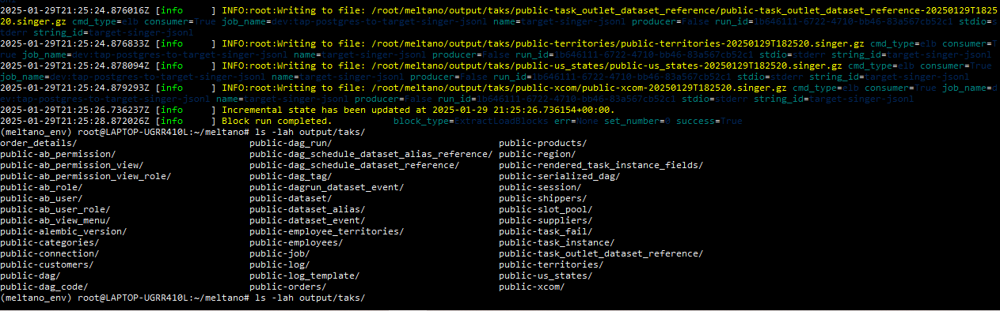 2025-01-29T21:25:24.876016Z [info     ] INFO:root:Writing to file: /root/meltano/output/taks/public-task_outlet_dataset_reference/public-task_outlet_dataset_reference-20250129T1825
20.singer.gz cmd_type=elb consumer=True job_name=dev:tap-postgres-to-target-singer-jsonl name=target-singer-jsonl producer=False run_id=1b646111-6722-4710-bb46-83a567cb52c1 stdio=s
tderr string_id=target-singer-jsonl
2025-01-29T21:25:24.876833Z [info     ] INFO:root:Writing to file: /root/meltano/output/taks/public-territories/public-territories-20250129T182520.singer.gz cmd_type=elb consumer=T
rue job_name=dev:tap-postgres-to-target-singer-jsonl name=target-singer-jsonl producer=False run_id=1b646111-6722-4710-bb46-83a567cb52c1 stdio=stderr string_id=target-singer-jsonl
2025-01-29T21:25:24.878094Z [info     ] INFO:root:Writing to file: /root/meltano/output/taks/public-us_states/public-us_states-20250129T182520.singer.gz cmd_type=elb consumer=True
job_name=dev:tap-postgres-to-target-singer-jsonl name=target-singer-jsonl producer=False run_id=1b646111-6722-4710-bb46-83a567cb52c1 stdio=stderr string_id=target-singer-jsonl
2025-01-29T21:25:24.879293Z [info     ] INFO:root:Writing to file: /root/meltano/output/taks/public-xcom/public-xcom-20250129T182520.singer.gz cmd_type=elb consumer=True job_name=de
v:tap-postgres-to-target-singer-jsonl name=target-singer-jsonl producer=False run_id=1b646111-6722-4710-bb46-83a567cb52c1 stdio=stderr string_id=target-singer-jsonl
2025-01-29T21:25:26.736237Z [info     ] Incremental state has been updated at 2025-01-29 21:25:26.736154+00:00.
2025-01-29T21:25:28.872026Z [info     ] Block run completed.           block_type=ExtractLoadBlocks err=None set_number=0 success=True
(meltano_env) root@LAPTOP-UGRR410L:~/meltano# ls -lah output/taks/
order_details/ public-dag_run/ public-products/
public-ab_permission/ public-dag_schedule_dataset_alias_reference/ public-region/
public-ab_permission_view/ public-dag_schedule_dataset_reference/ public-rendered_task_instance_fields/
public-ab_permission_view_role/ public-dag_tag/ public-serialized_dag/
public-ab_role/ public-dagrun_dataset_event/ public-session/
public-ab_user/ public-dataset/ public-shippers/
public-ab_user_role/ public-dataset_alias/ public-slot_pool/
public-ab_view_menu/ public-dataset_event/ public-suppliers/
public-alembic_version/ public-employee_territories/ public-task_fail/
public-categories/ public-employees/ public-task_instance/
public-connection/ public-job/ public-task_outlet_dataset_reference/
public-customers/ public-log/ public-territories/
public-dag/ public-log_template/ public-us_states/
public-dag_code/ public-orders/ public-xcom/
(meltano_env) root@LAPTOP-UGRR410L:~/meltano# ls -lah output/taks/